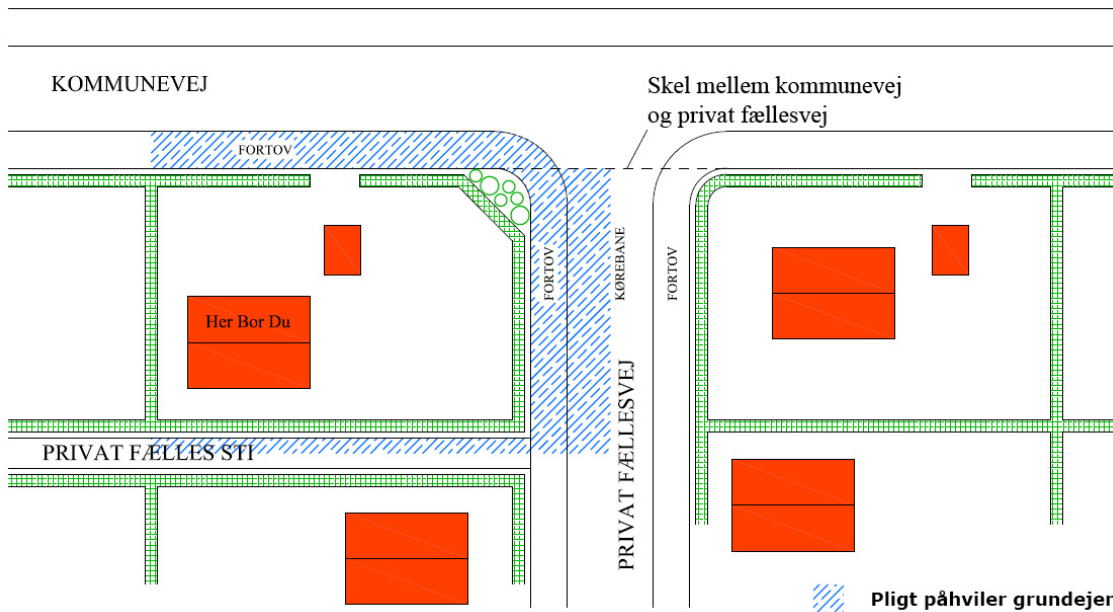 KOMMUNEVEJ
Skel mellem kommunevej
og privat fællesvej
FORTOV
FORTOV
KØREBANE
FORTOV
Her Bor Du
PRIVAT FÆLLESVEJ
PRIVAT FÆLLES STI
Pligt påhviler grundejer